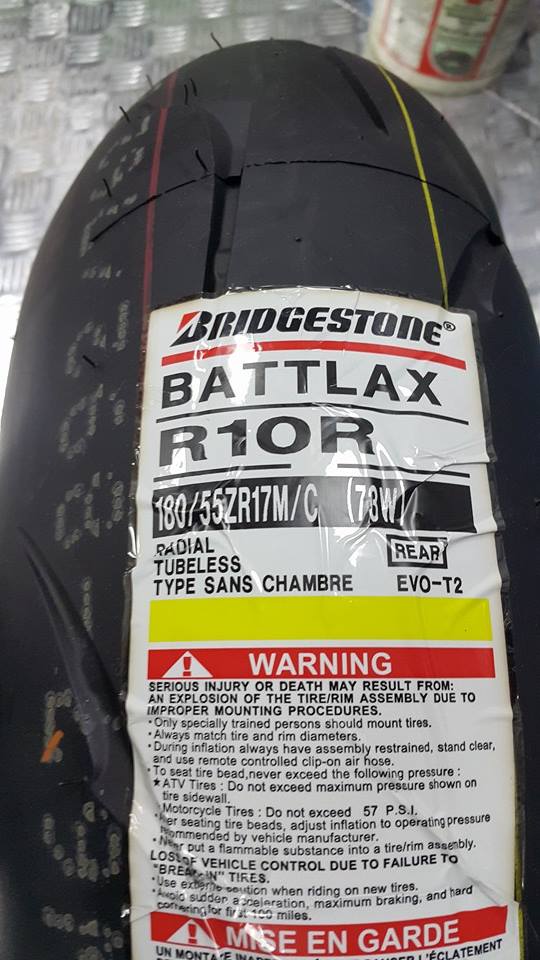 BRIDGESTONE®
BATTLAX
R10R
180/55ZR17M/C (73W)
RADIAL
TUBELESS
REAR
TYPE SANS CHAMBRE
EVO-T2
WARNING
SERIOUS INJURY OR DEATH MAY RESULT FROM:
AN EXPLOSION OF THE TIRE/RIM ASSEMBLY DUE TO
IMPROPER MOUNTING PROCEDURES.
・Only specially trained persons should mount tires.
・Always match tire and rim diameters.
・During inflation always have assembly restrained, stand clear,
and use remote controlled clip-on air hose.
・To seat tire bead,never exceed the following pressure :
★ATV Tires : Do not exceed maximum pressure shown on
tire sidewall.
・Motorcycle Tires : Do not exceed 57 P.S.I.
seating tire beads, adjust inflation to operating pressure
recommended by vehicle manufacturer.
・Never put a flammable substance into a tire/rim assembly.
LOSS OF VEHICLE CONTROL DUE TO FAILURE TO
"BREAK-IN" TIRES.
・Use extreme caution when riding on new tires.
・Avoid sudden acceleration, maximum braking, and hard
cornering for first 100 miles.
MISE EN GARDE
UN MONTAGE L'ÉCLATEMENT